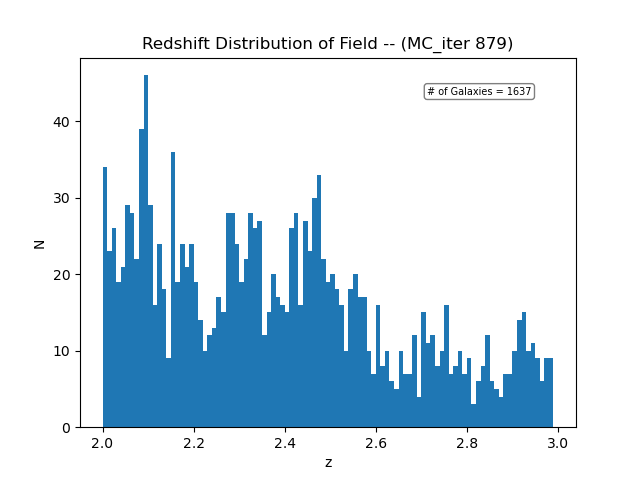 Redshift Distribution of Field -- (MC_iter 879)
# of Galaxies = 1637
N
40
30
20
10
0
2.0 2.2 2.4 2.6 2.8 3.0
z